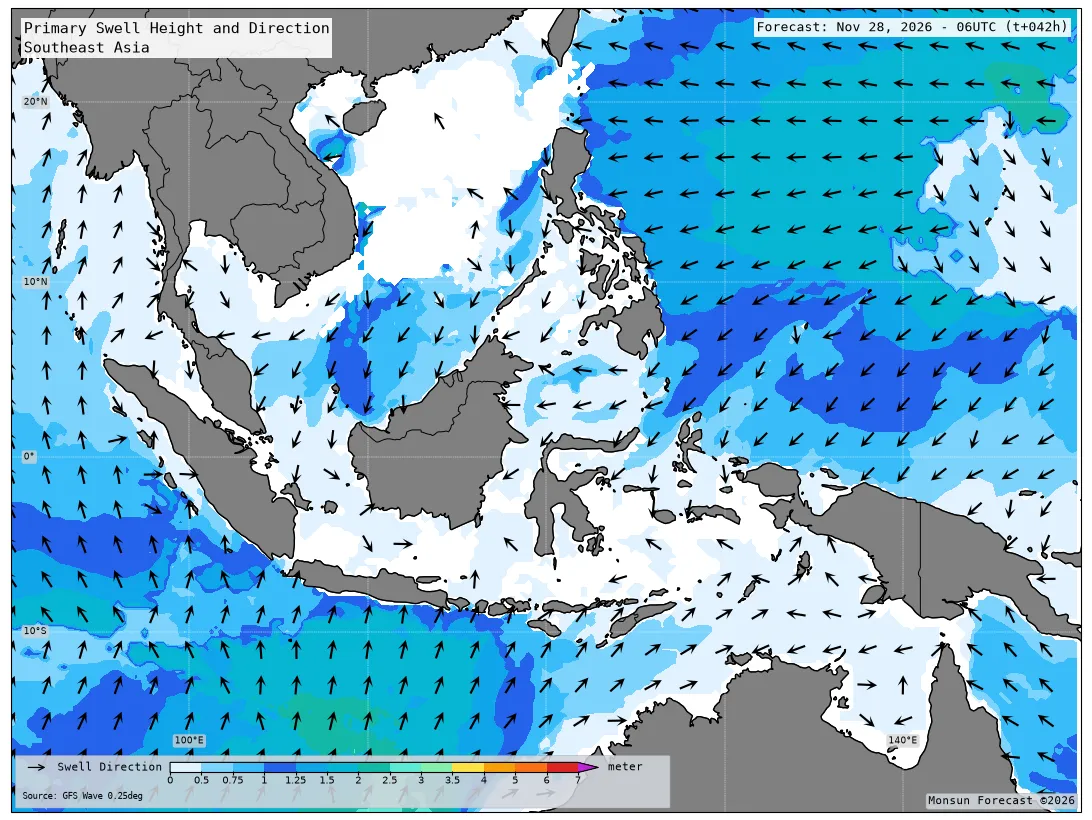 Primary Swell Height and Direction
Southeast Asia
Forecast: Nov 28, 2026 - 06UTC (t+042h)
20°N
10°N
0°
10°S
100°E
140°E
Swell Direction
0 0.5 0.75 1 1.25 1.5 2 2.5 3 3.5 4 5 6 7
meter
Source: GFS Wave 0.25deg
Monsun Forecast ©2026